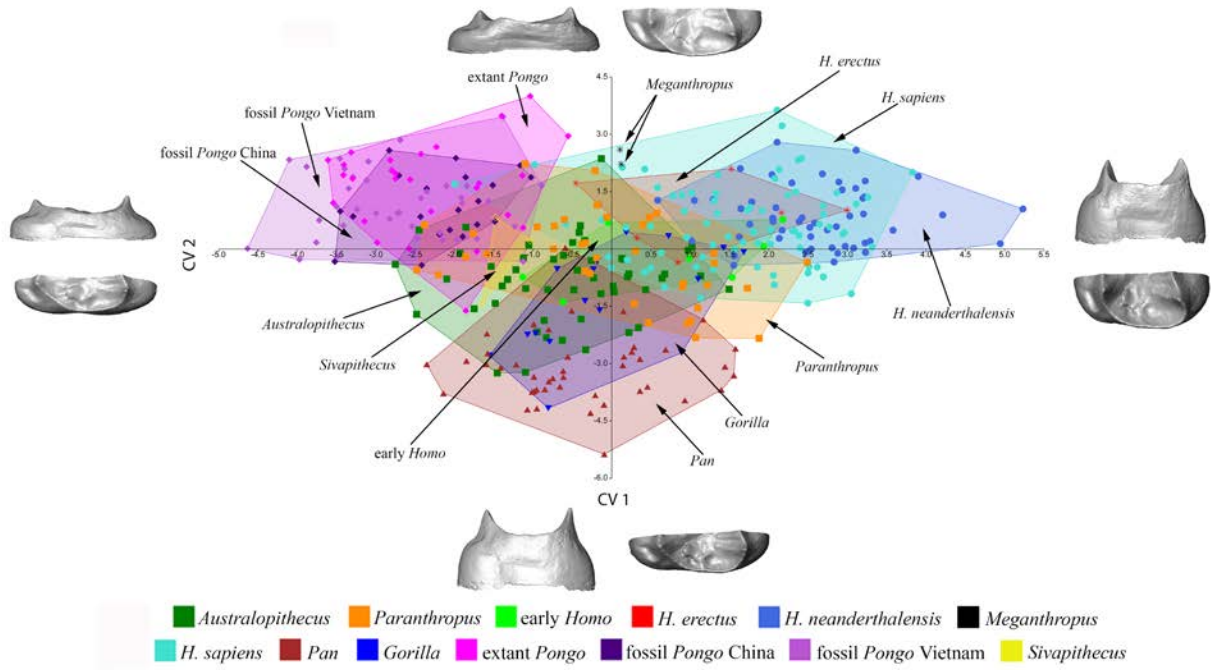 extant Pongo
fossil Pongo Vietnam
fossil Pongo China
Meganthropus
H. erectus
H. sapiens
4.5
3.0
1.5
CV 2
-5.0 -4.5 -4.0 -3.5 -3.0 -2.5 -2.0 -1.5 -1.0 -0.5 0.5 1.0 1.5 2.0 2.5 3.0 3.5 4.0 4.5 5.0 5.5
-1.5
-3.0
-4.5
-6.0
CV 1
Australopithecus
Sivapithecus
early Homo
H. neanderthalensis
Paranthropus
Gorilla
Pan
Australopithecus Paranthropus early Homo H. erectus H. neanderthalensis Meganthropus
H. sapiens Pan Gorilla extant Pongo fossil Pongo China fossil Pongo Vietnam Sivapithecus